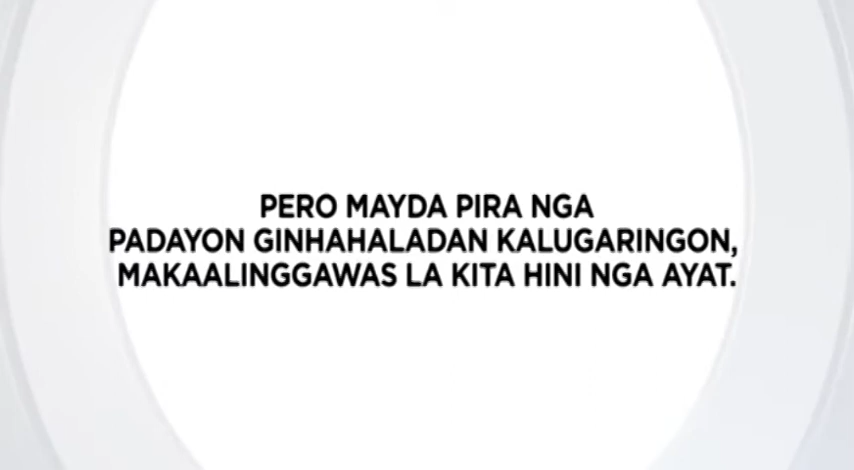 PERO MAYDA PIRA NGA
PADAYON GINHAHALADAN KALUGARINGON,
MAKAALINGGAWAS LA KITA HINI NGA AYAT.